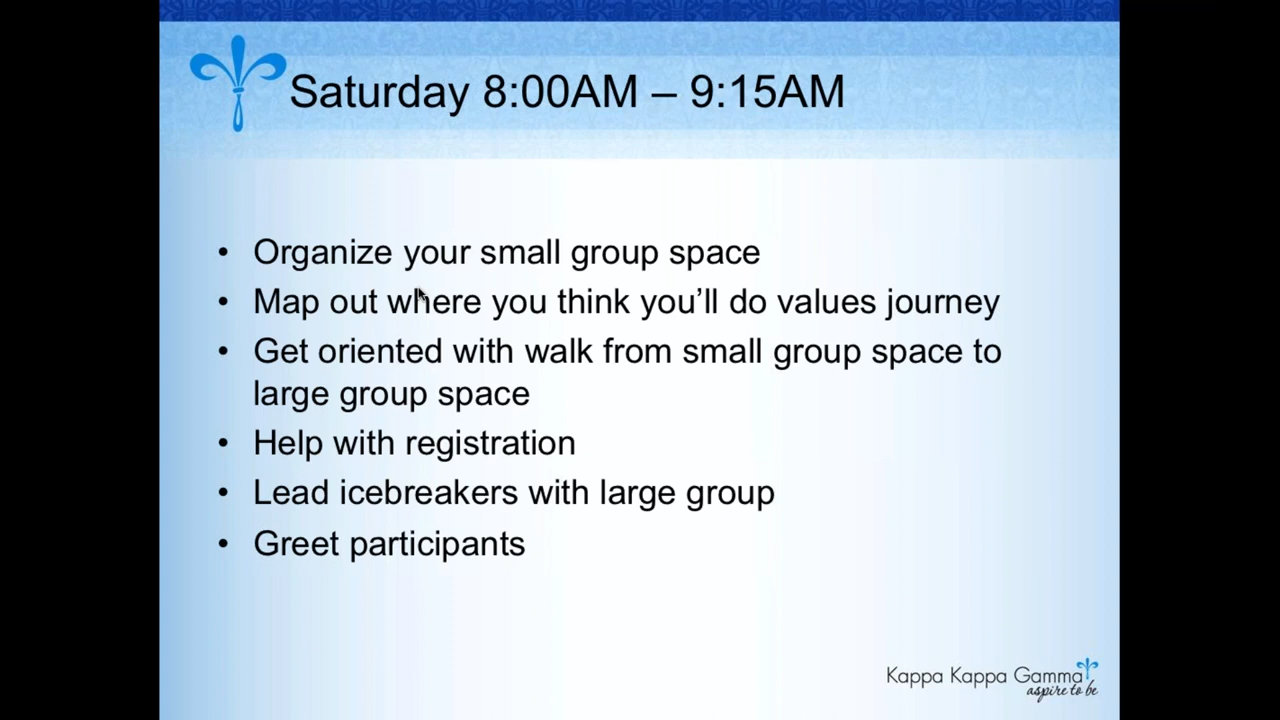 Saturday 8:00AM – 9:15AM
• Organize your small group space
• Map out where you think you’ll do values journey
• Get oriented with walk from small group space to
large group space
• Help with registration
• Lead icebreakers with large group
• Greet participants
Kappa Kappa Gamma
aspire to be